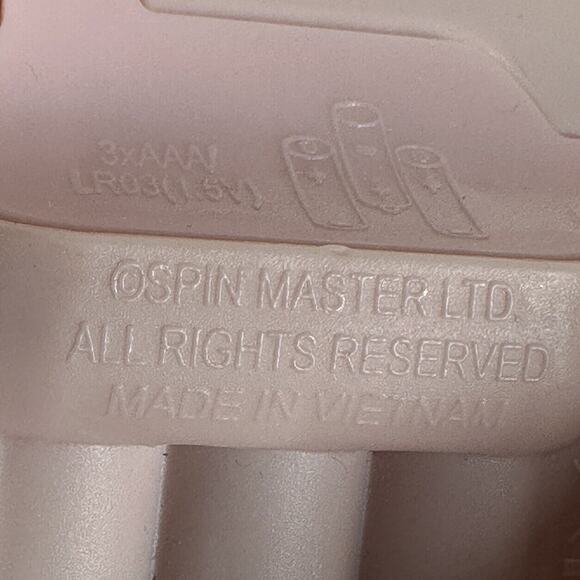 3xAAA/
LR03(1.5V)
©SPIN MASTER LTD.
ALL RIGHTS RESERVED
MADE IN VIETNAM